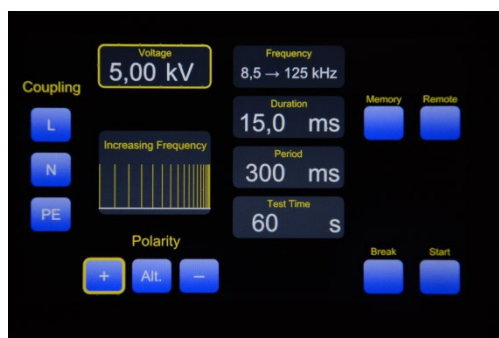 Voltage
5,00 kV
Frequency
8,5 → 125 kHz
Coupling
L
N
PE
Increasing Frequency
Duration
15,0 ms
Period
300 ms
Test Time
60 s
Memory
Remote
Polarity
+
Alt.
−
Break
Start